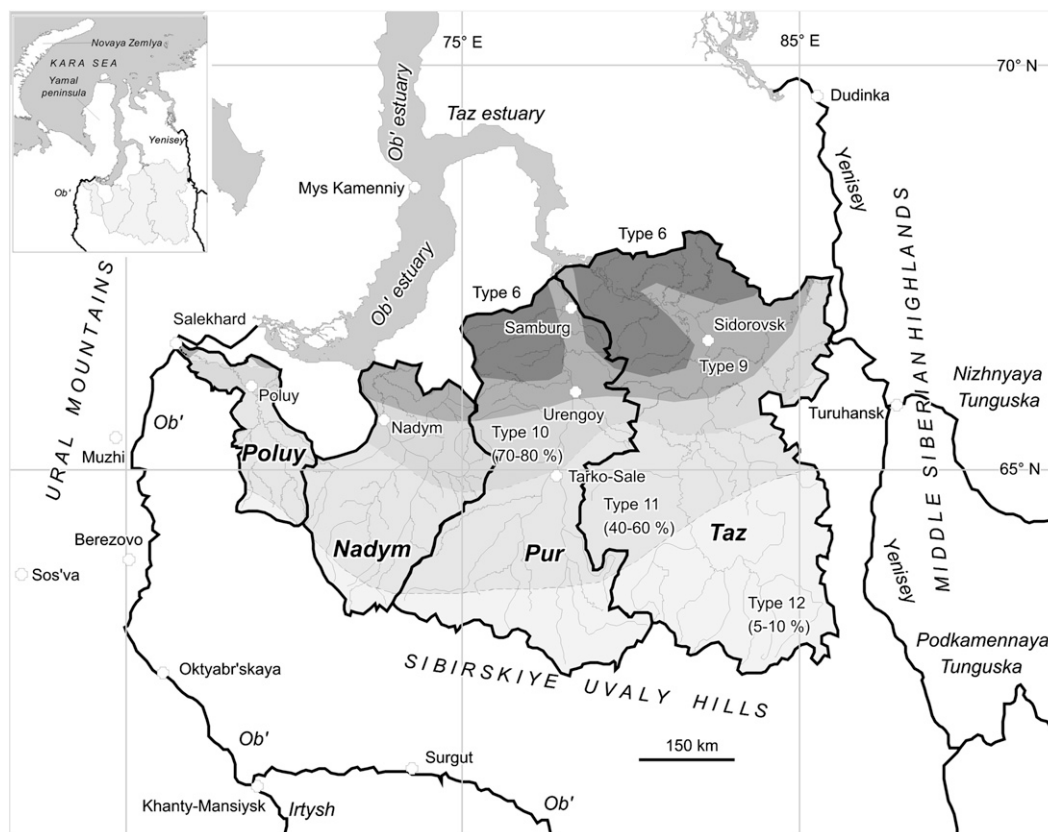 Novaya Zemlya
KARA SEA
Yamal
peninsula
Yenisey
Ob'
75° E
85° E
70° N
Ob' estuary
Taz estuary
Dudinka
Yenisey
Mys Kamenniy
Ob' estuary
Type 6
Type 6
URAL MOUNTAINS
MIDDLE SIBERIAN HIGHLANDS
Salekhard
Samburg
Sidorovsk
Type 9
Poluy
Nadym
Urengoy
Turuhansk
Nizhnyaya
Tunguska
Ob'
Muzhi
Poluy
Type 10
(70-80 %)
65° N
Tarko-Sale
Type 11
(40-60 %)
Taz
Berezovo
Nadym
Pur
Sos'va
Yenisey
Type 12
(5-10 %)
Podkamennaya
Tunguska
Oktyabr'skaya
SIBIRSKIYE UVALY HILLS
Ob'
Surgut
150 km
Khanty-Mansiysk
Irtysh
Ob'